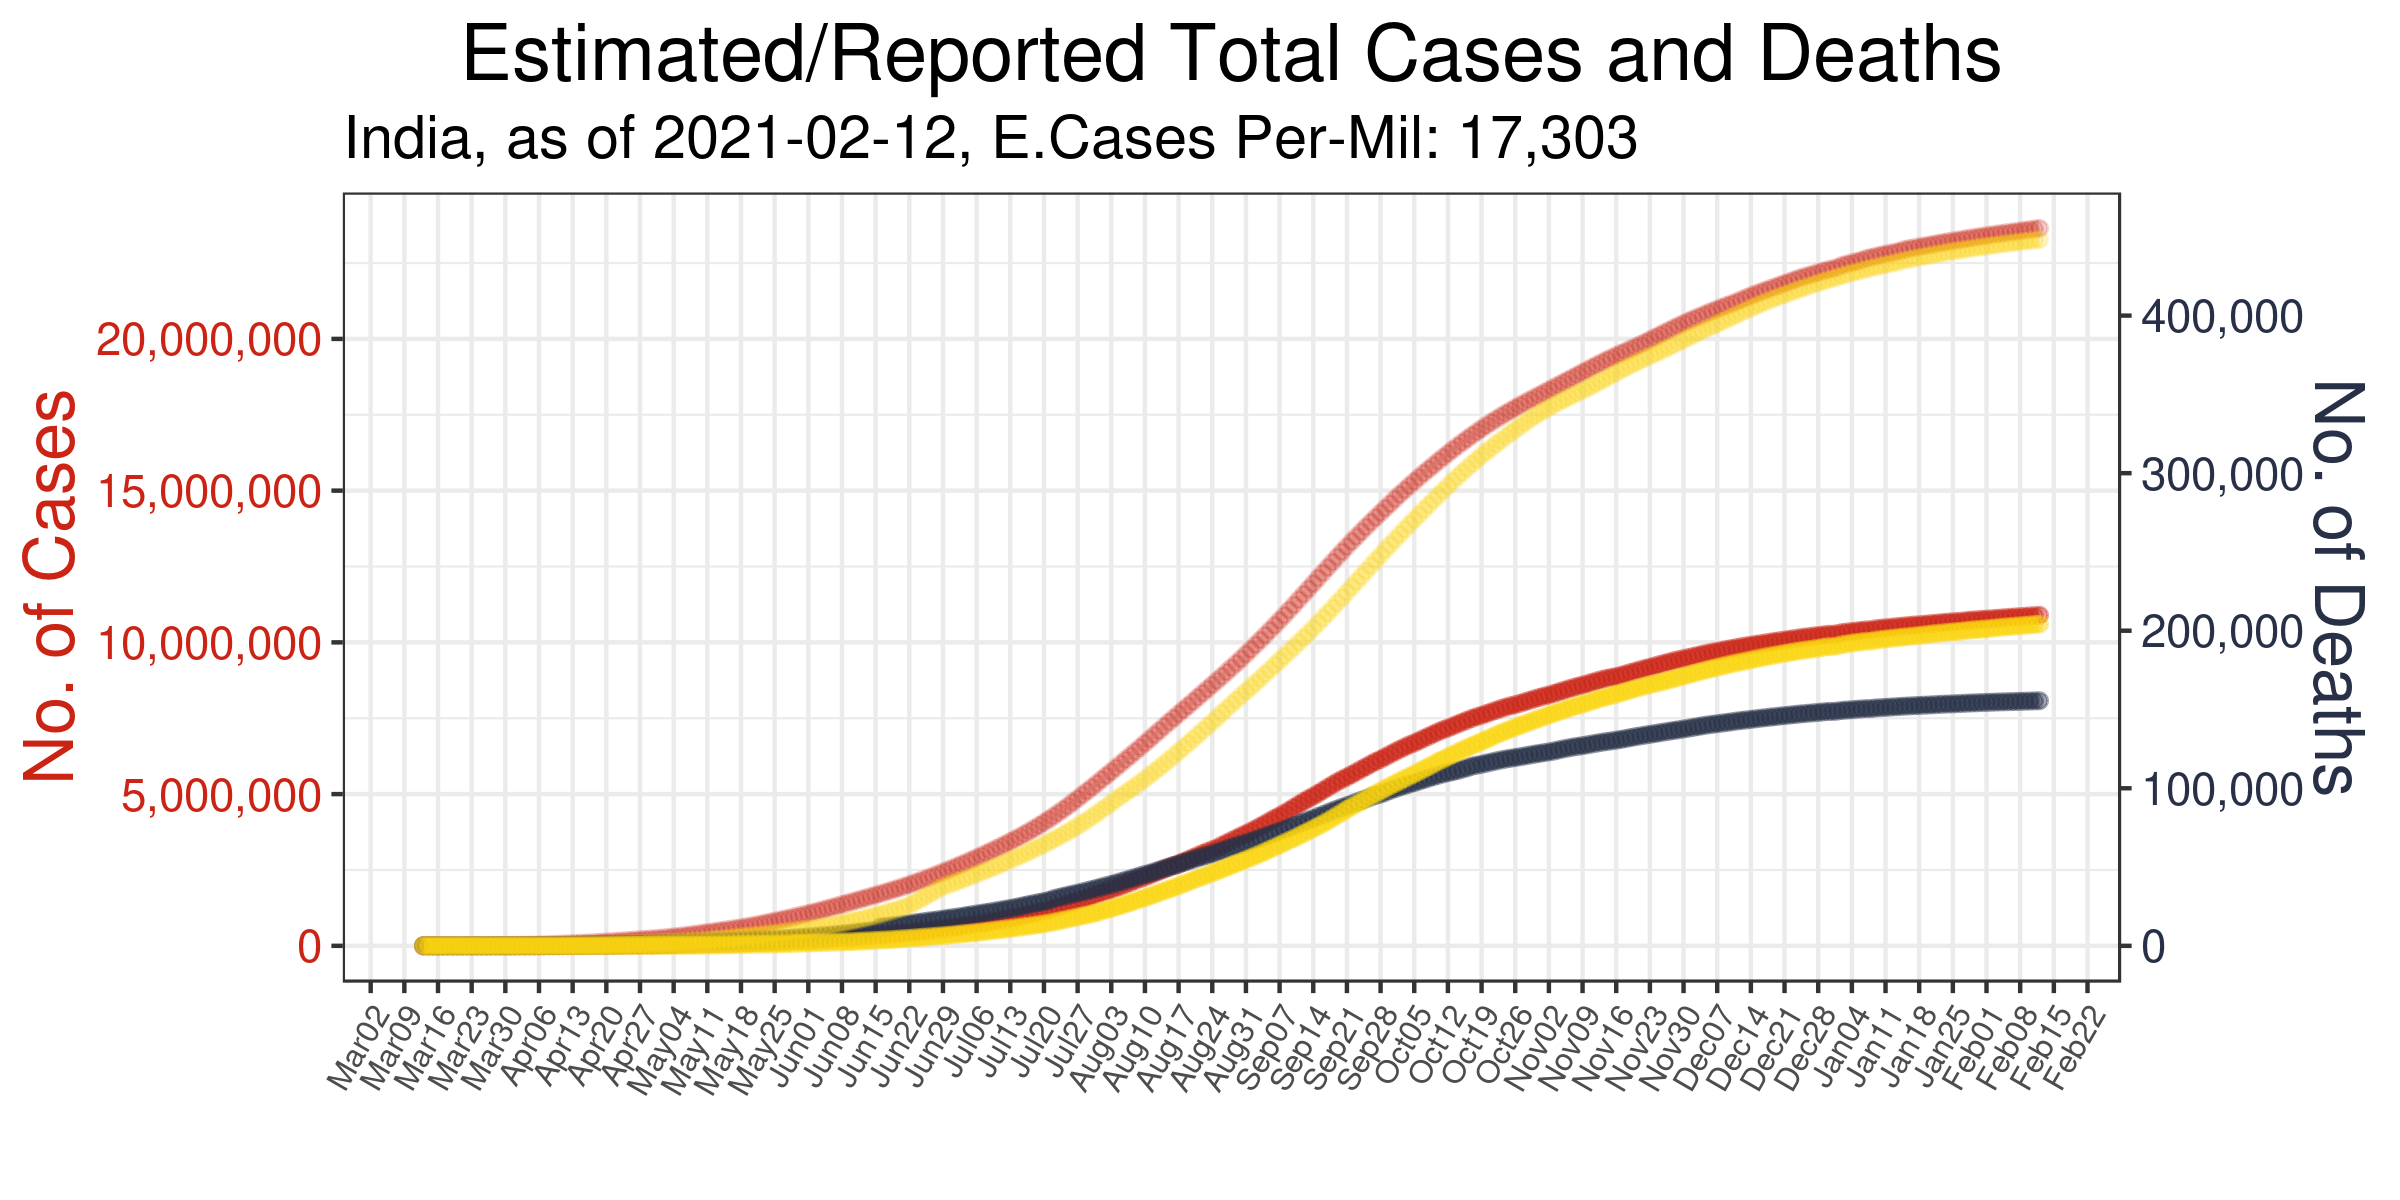 Estimated/Reported Total Cases and Deaths
India, as of 2021-02-12, E.Cases Per-Mil: 17,303
No. of Cases
20,000,000
15,000,000
10,000,000
5,000,000
0
400,000
300,000
200,000
100,000
0
No. of Deaths
Mar02
Mar09
Mar16
Mar23
Mar30
Apr06
Apr13
Apr20
Apr27
May04
May11
May18
May25
Jun01
Jun08
Jun15
Jun22
Jun29
Jul06
Jul13
Jul20
Jul27
Aug03
Aug10
Aug17
Aug24
Aug31
Sep07
Sep14
Sep21
Sep28
Oct05
Oct12
Oct19
Oct26
Nov02
Nov09
Nov16
Nov23
Nov30
Dec07
Dec14
Dec21
Dec28
Jan04
Jan11
Jan18
Jan25
Feb01
Feb08
Feb15
Feb22